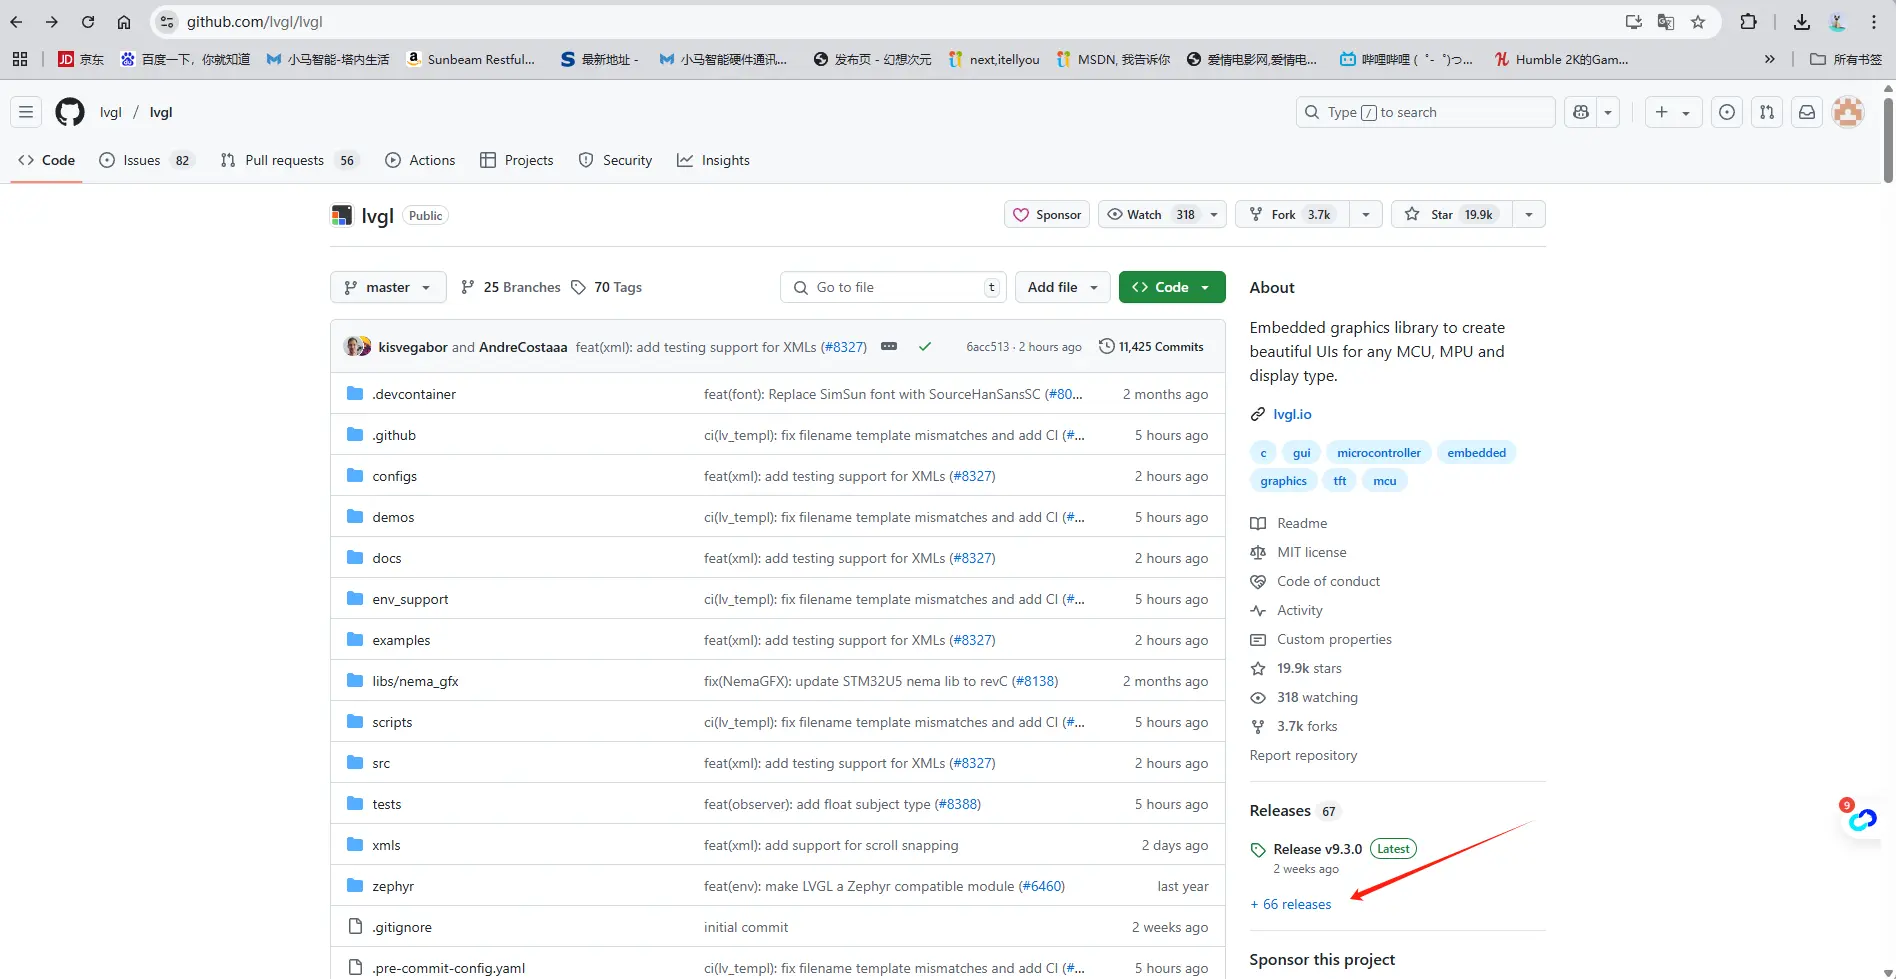 github.com/lvgl/lvgl
京东 百度一下，你就知道 小马智能-塔内生活 Sunbeam Restful... 最新地址 - 小马智能硬件通讯... 发布页 - 幻想次元 next,itellyou MSDN, 我告诉你 爱情电影网,爱情电... 哔哩哔哩 (゜-゜)つ... Humble 2K的Gam... » 所有书签
lvgl / lvgl Type / to search
Code Issues 82 Pull requests 56 Actions Projects Security Insights
lvgl Public Sponsor Watch 318 Fork 3.7k Star 19.9k
master 25 Branches 70 Tags Go to file t Add file Code
kisvegabor and AndreCostaaa feat(xml): add testing support for XMLs (#8327) 6acc513 · 2 hours ago 11,425 Commits
.devcontainer feat(font): Replace SimSun font with SourceHanSansSC (#80... 2 months ago
.github ci(lv_templ): fix filename template mismatches and add CI (#... 5 hours ago
configs feat(xml): add testing support for XMLs (#8327) 2 hours ago
demos ci(lv_templ): fix filename template mismatches and add CI (#... 5 hours ago
docs feat(xml): add testing support for XMLs (#8327) 2 hours ago
env_support ci(lv_templ): fix filename template mismatches and add CI (#... 5 hours ago
examples feat(xml): add testing support for XMLs (#8327) 2 hours ago
libs/nema_gfx fix(NemaGFX): update STM32U5 nema lib to revC (#8138) 2 months ago
scripts ci(lv_templ): fix filename template mismatches and add CI (#... 5 hours ago
src feat(xml): add testing support for XMLs (#8327) 2 hours ago
tests feat(observer): add float subject type (#8388) 5 hours ago
xmls feat(xml): add support for scroll snapping 2 days ago
zephyr feat(env): make LVGL a Zephyr compatible module (#6460) last year
.gitignore initial commit 2 weeks ago
.pre-commit-config.yaml ci(lv_templ): fix filename template mismatches and add CI (#... 5 hours ago
About
Embedded graphics library to create
beautiful UIs for any MCU, MPU and
display type.
lvgl.io
c gui microcontroller embedded
graphics tft mcu
Readme
MIT license
Code of conduct
Activity
Custom properties
19.9k stars
318 watching
3.7k forks
Report repository
Releases 67
Release v9.3.0 Latest
2 weeks ago
+ 66 releases
Sponsor this project
9